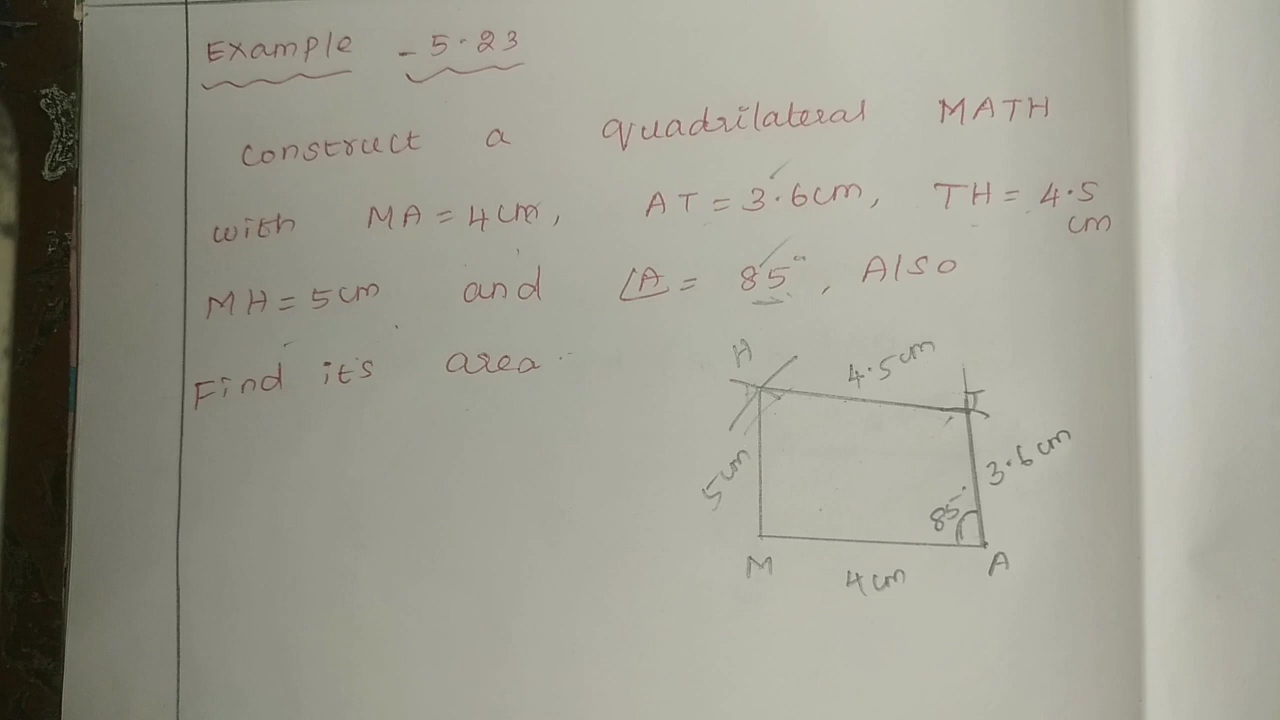 Example - 5.23
construct a quadrilateral MATH
with MA = 4cm, AT = 3.6cm, TH = 4.5 cm
MH = 5cm and ∠A = 85°, Also
Find it's area.
H
4.5cm
T
5cm
3.6cm
85°
M
4cm
A